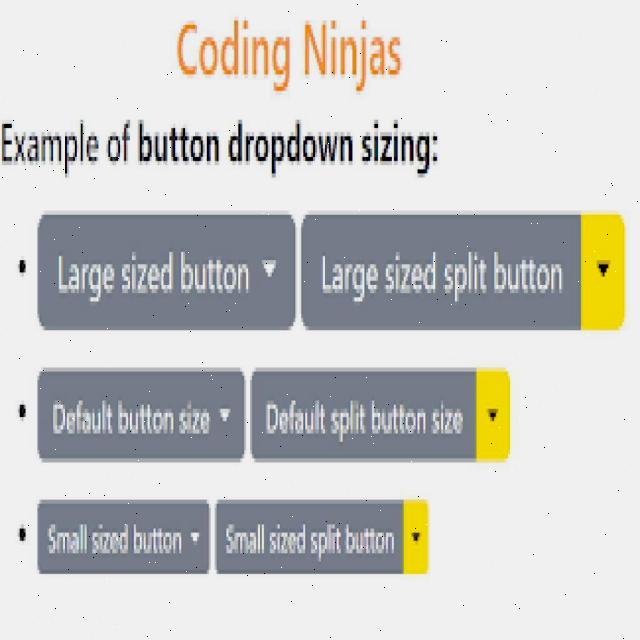 Coding Ninjas
Example of button dropdown sizing:
Large sized button Large sized split button
Default button size Default split button size
Small sized button Small sized split button